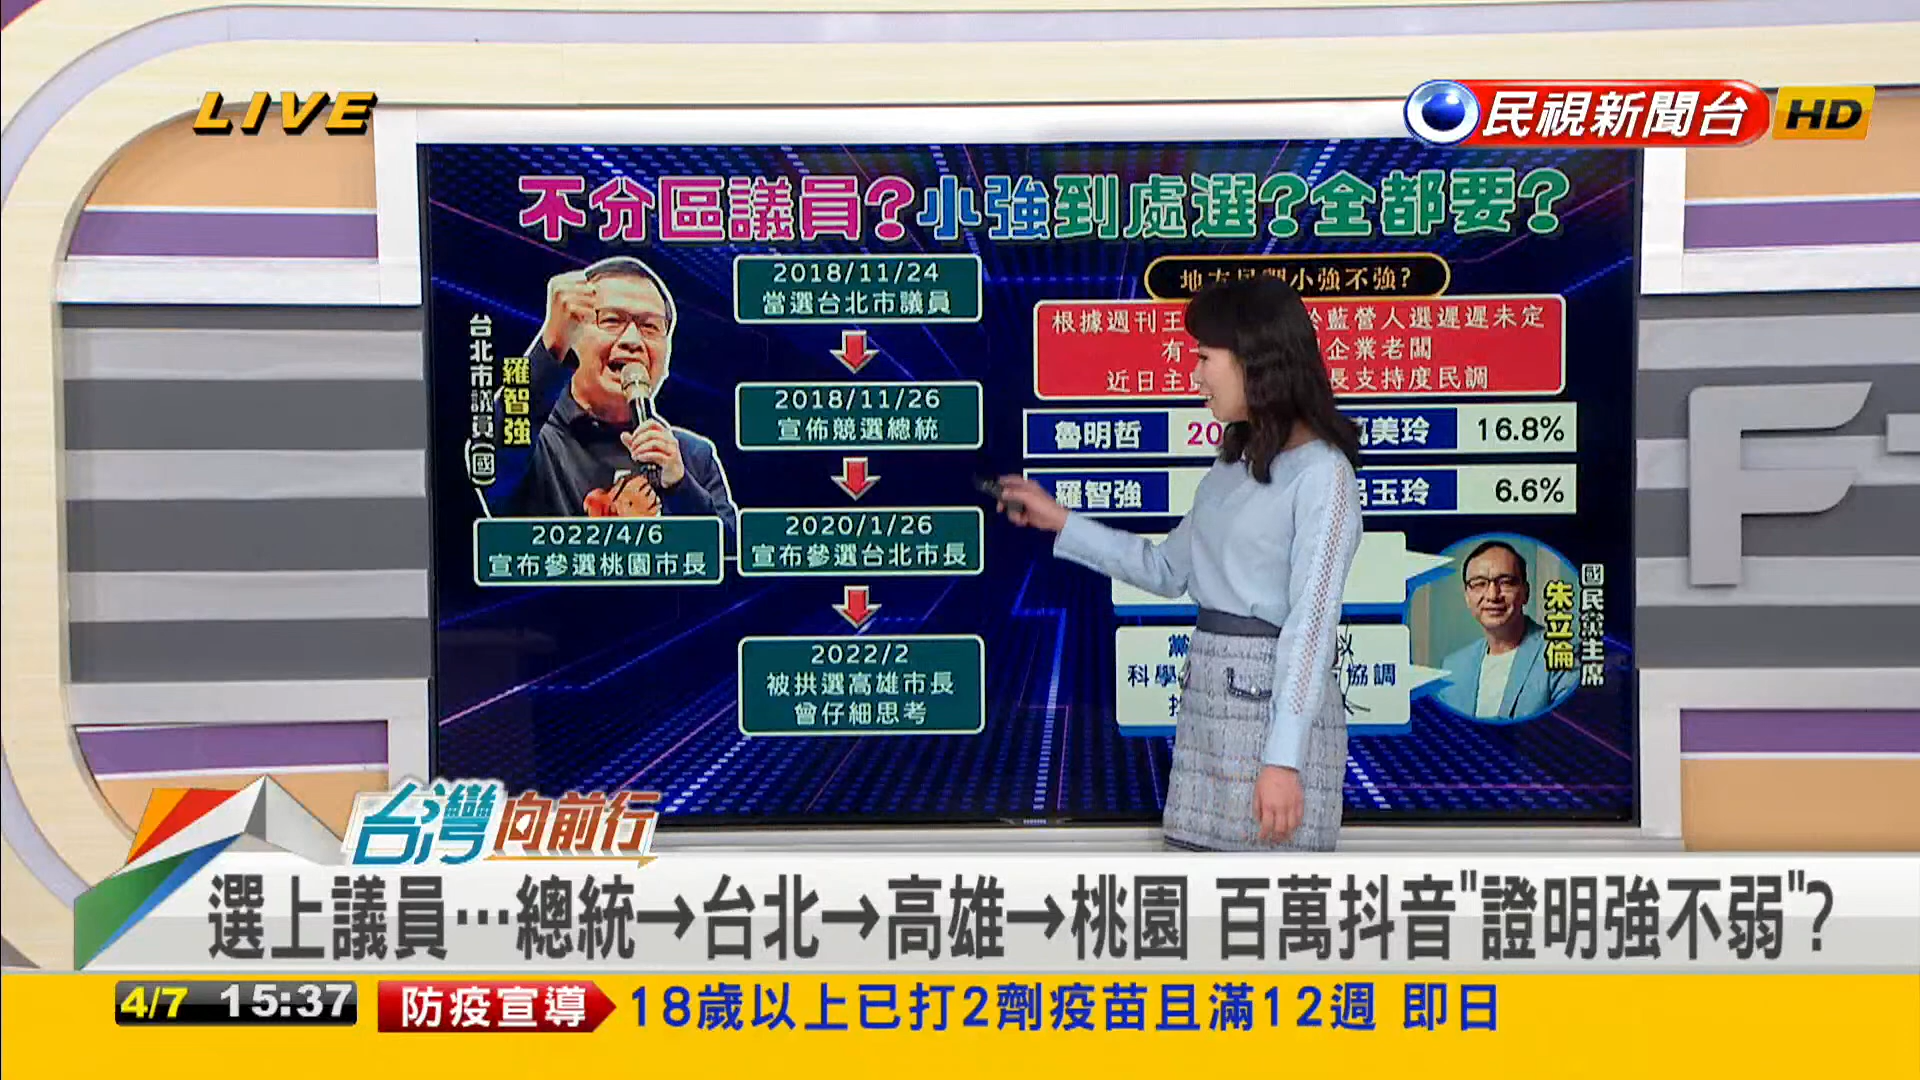 LIVE
民視新聞台 HD
不分區議員?小強到處選?全都要?
台北市議員(國)
羅智強
2018/11/24
當選台北市議員
2018/11/26
宣佈競選總統
2020/1/26
宣布參選台北市長
2022/4/6
宣布參選桃園市長
2022/2
被拱選高雄市長
曾仔細思考
小強不強?
根據週刊王 藍營人選遲遲未定
有 企業老闆
近日主 長支持度民調
魯明哲 20 萬美玲 16.8%
羅智強 呂玉玲 6.6%
黨
科學 協調
國民黨主席
朱立倫
F
台灣向前行
選上議員…總統→台北→高雄→桃園 百萬抖音"證明強不弱"?
4/7 15:37 防疫宣導 18歲以上已打2劑疫苗且滿12週 即日